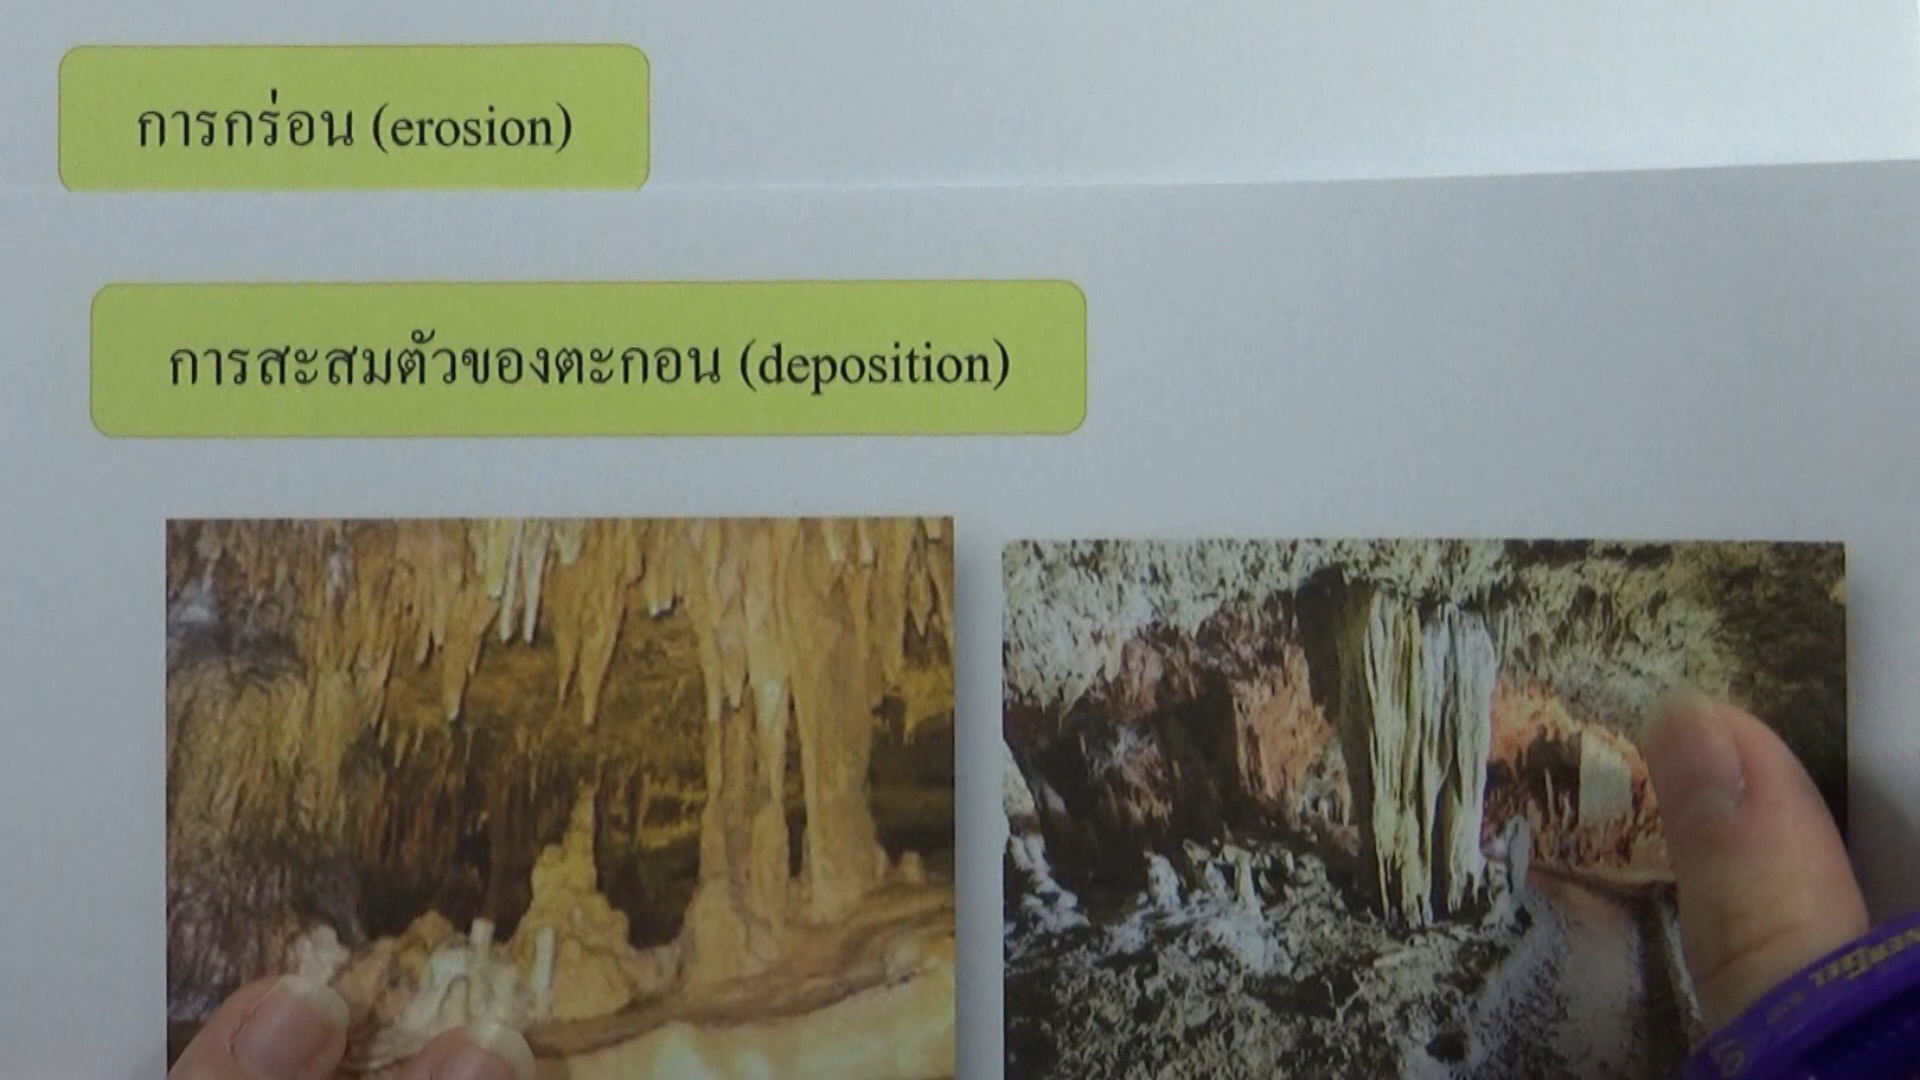 การกร่อน (erosion)
การสะสมตัวของตะกอน (deposition)